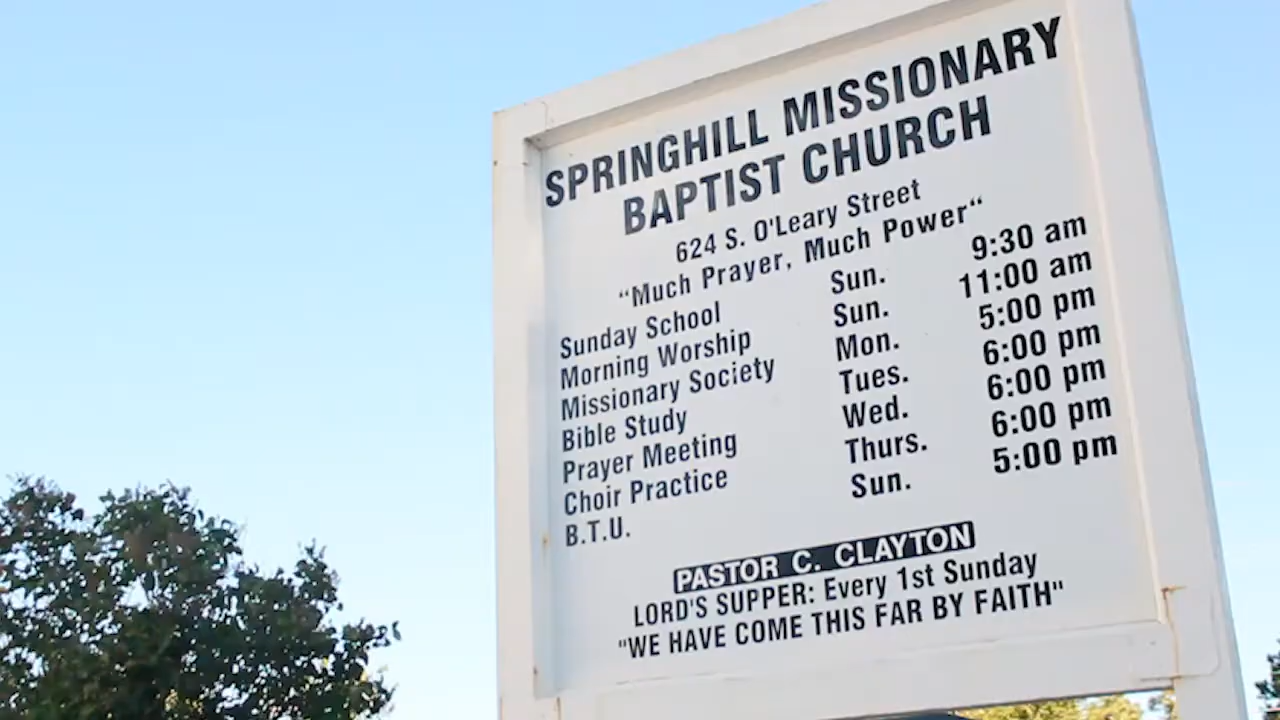 SPRINGHILL MISSIONARY
BAPTIST CHURCH
624 S. O'Leary Street
“Much Prayer, Much Power“
Sunday School Sun. 9:30 am
Morning Worship Sun. 11:00 am
Missionary Society Mon. 5:00 pm
Bible Study Tues. 6:00 pm
Prayer Meeting Wed. 6:00 pm
Choir Practice Thurs. 6:00 pm
B.T.U. Sun. 5:00 pm
PASTOR C. CLAYTON
LORD'S SUPPER: Every 1st Sunday
"WE HAVE COME THIS FAR BY FAITH"